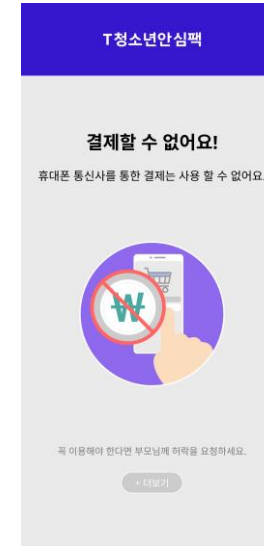 T청소년안심팩
결제할 수 없어요!
휴대폰 통신사를 통한 결제는 사용 할 수 없어요.
₩
꼭 이용해야 한다면 부모님께 허락을 요청하세요.
+ 더보기